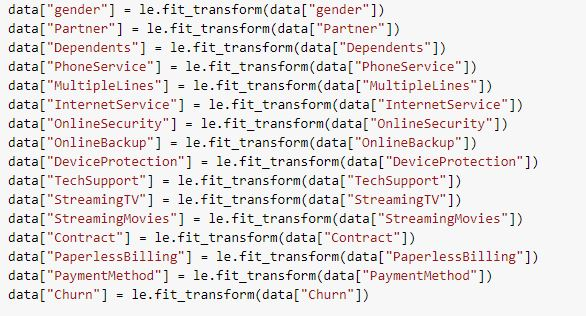 data["gender"] = le.fit_transform(data["gender"])
data["Partner"] = le.fit_transform(data["Partner"])
data["Dependents"] = le.fit_transform(data["Dependents"])
data["PhoneService"] = le.fit_transform(data["PhoneService"])
data["MultipleLines"] = le.fit_transform(data["MultipleLines"])
data["InternetService"] = le.fit_transform(data["InternetService"])
data["OnlineSecurity"] = le.fit_transform(data["OnlineSecurity"])
data["OnlineBackup"] = le.fit_transform(data["OnlineBackup"])
data["DeviceProtection"] = le.fit_transform(data["DeviceProtection"])
data["TechSupport"] = le.fit_transform(data["TechSupport"])
data["StreamingTV"] = le.fit_transform(data["StreamingTV"])
data["StreamingMovies"] = le.fit_transform(data["StreamingMovies"])
data["Contract"] = le.fit_transform(data["Contract"])
data["PaperlessBilling"] = le.fit_transform(data["PaperlessBilling"])
data["PaymentMethod"] = le.fit_transform(data["PaymentMethod"])
data["Churn"] = le.fit_transform(data["Churn"])